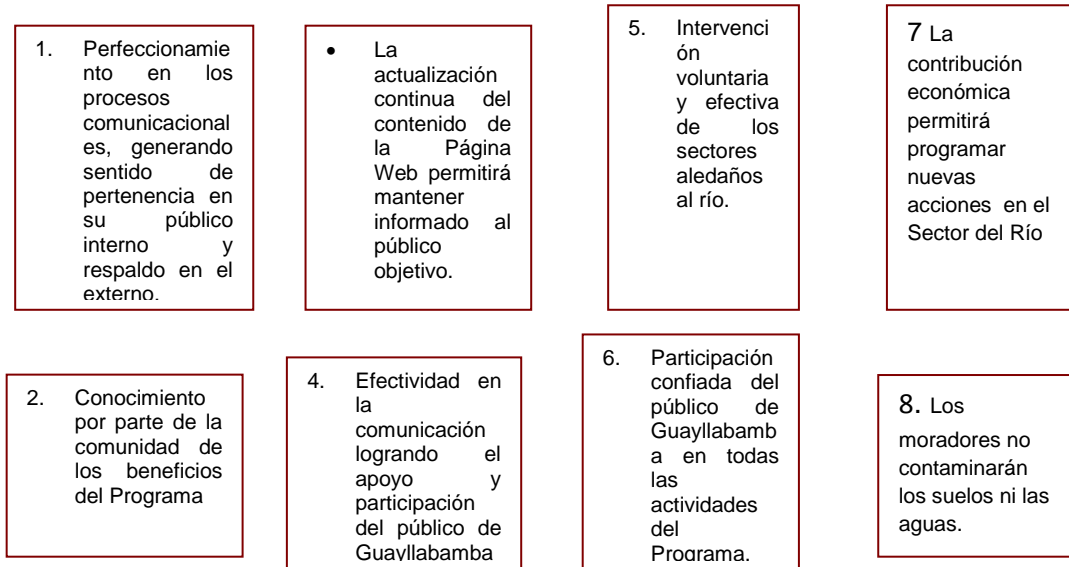 1. Perfeccionamie
nto en los
procesos
comunicacional
es, generando
sentido de
pertenencia en
su público
interno y
respaldo en el
externo.
• La
actualización
continua del
contenido de
la Página
Web permitirá
mantener
informado al
público
objetivo.
5. Intervenci
ón
voluntaria
y efectiva
de los
sectores
aledaños
al río.
7 La
contribución
económica
permitirá
programar
nuevas
acciones en el
Sector del Río
2. Conocimiento
por parte de la
comunidad de
los beneficios
del Programa
4. Efectividad en
la
comunicación
logrando el
apoyo y
participación
del público de
Guayllabamba
6. Participación
confiada del
público de
Guayllabamb
a en todas
las
actividades
del
Programa.
8. Los
moradores no
contaminarán
los suelos ni las
aguas.